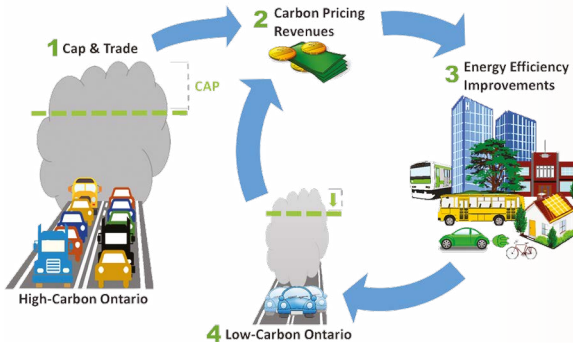 1 Cap & Trade
CAP
High-Carbon Ontario
2 Carbon Pricing
Revenues
3 Energy Efficiency
Improvements
H
4 Low-Carbon Ontario